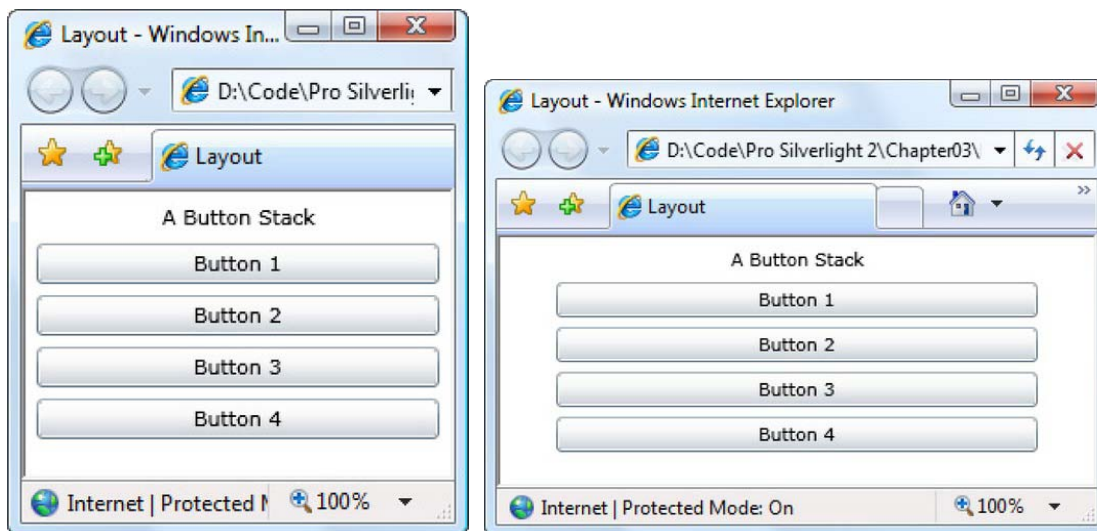 Layout - Windows In...
D:\Code\Pro Silverli
Layout
A Button Stack
Button 1
Button 2
Button 3
Button 4
Internet | Protected M
100%
Layout - Windows Internet Explorer
D:\Code\Pro Silverlight 2\Chapter03\
Layout
A Button Stack
Button 1
Button 2
Button 3
Button 4
Internet | Protected Mode: On
100%